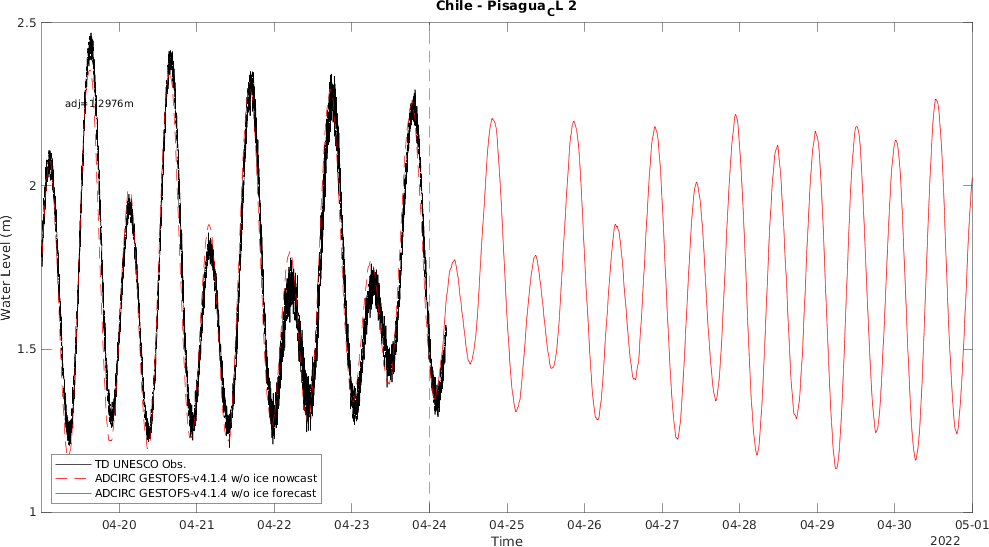 Chile - Pisagua_CL 2
2.5
adj=1.2976m
2
Water Level (m)
1.5
TD UNESCO Obs.
ADCIRC GESTOFS-v4.1.4 w/o ice nowcast
ADCIRC GESTOFS-v4.1.4 w/o ice forecast
1
04-20 04-21 04-22 04-23 04-24 04-25 04-26 04-27 04-28 04-29 04-30 05-01
Time
2022